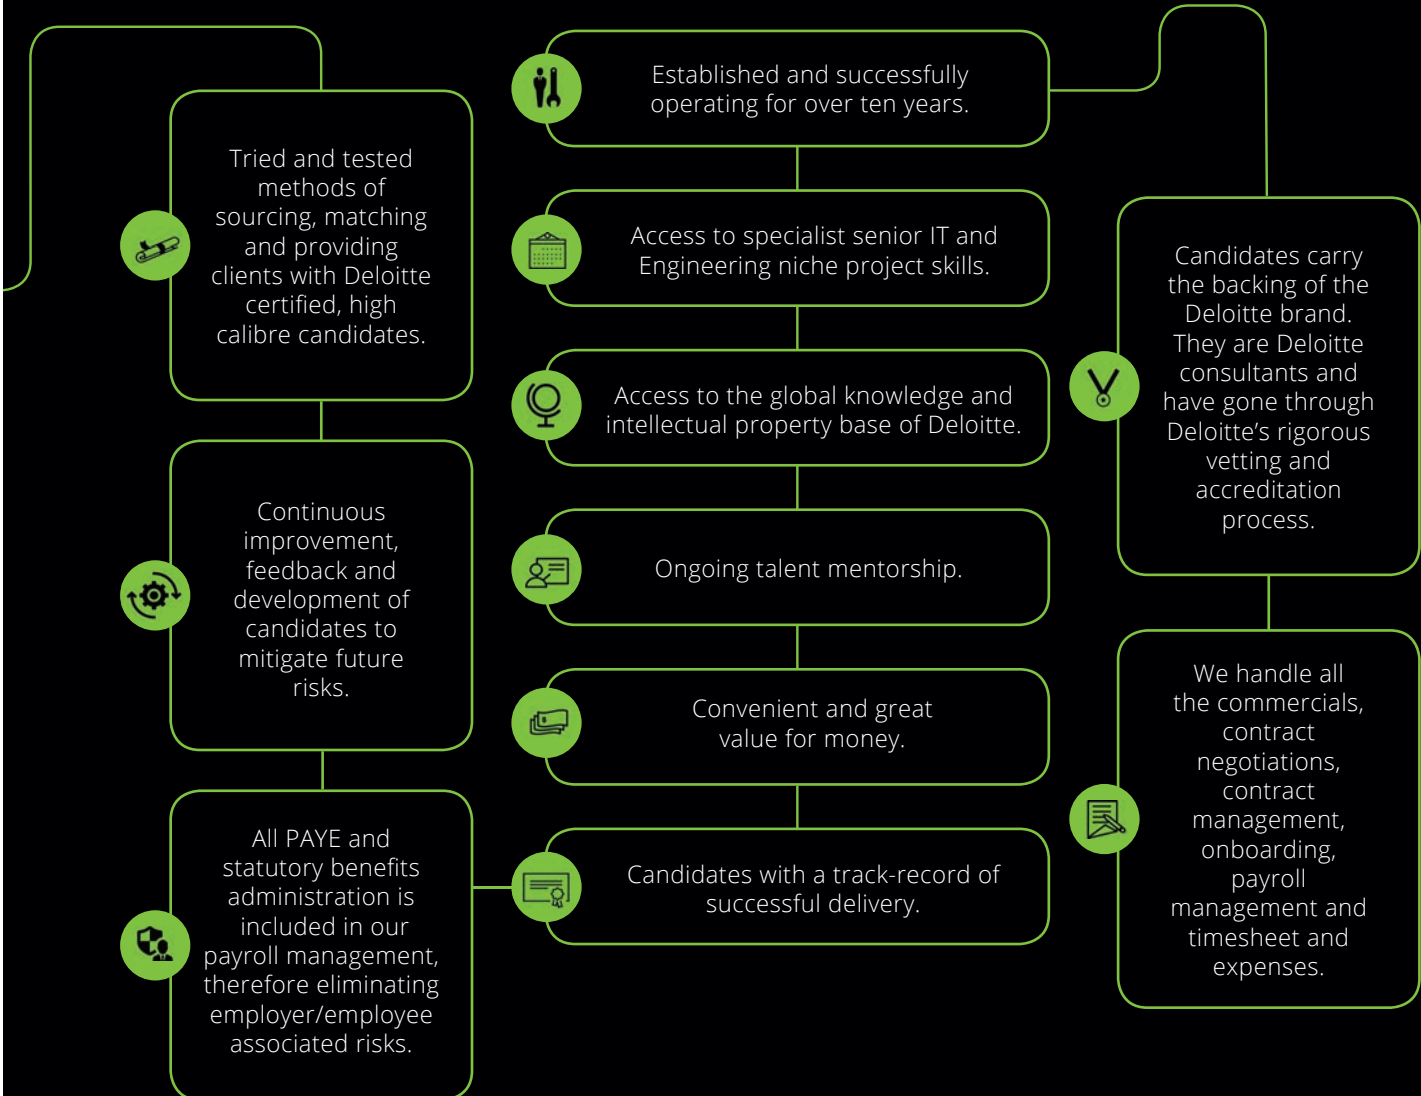 Tried and tested
methods of
sourcing, matching
and providing
clients with Deloitte
certified, high
calibre candidates.
Continuous
improvement,
feedback and
development of
candidates to
mitigate future
risks.
All PAYE and
statutory benefits
administration is
included in our
payroll management,
therefore eliminating
employer/employee
associated risks.
Established and successfully
operating for over ten years.
Access to specialist senior IT and
Engineering niche project skills.
Access to the global knowledge and
intellectual property base of Deloitte.
Ongoing talent mentorship.
Convenient and great
value for money.
Candidates with a track-record of
successful delivery.
Candidates carry
the backing of the
Deloitte brand.
They are Deloitte
consultants and
have gone through
Deloitte’s rigorous
vetting and
accreditation
process.
We handle all
the commercials,
contract
negotiations,
contract
management,
onboarding,
payroll
management and
timesheet and
expenses.